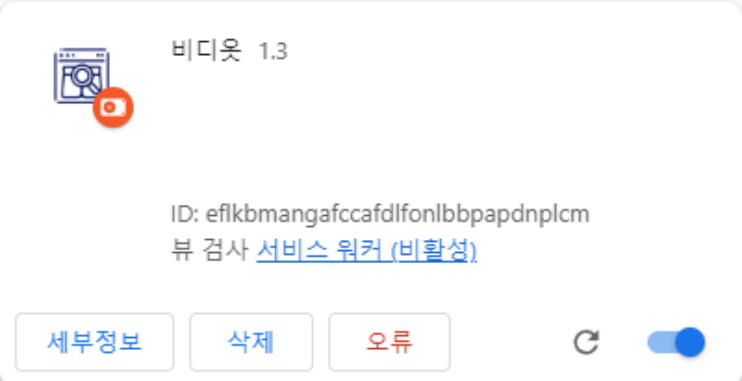 비디옷 1.3
ID: eflkbmangafccafdlfonlbbpapdnplcm
뷰 검사 서비스 워커 (비활성)
세부정보 삭제 오류